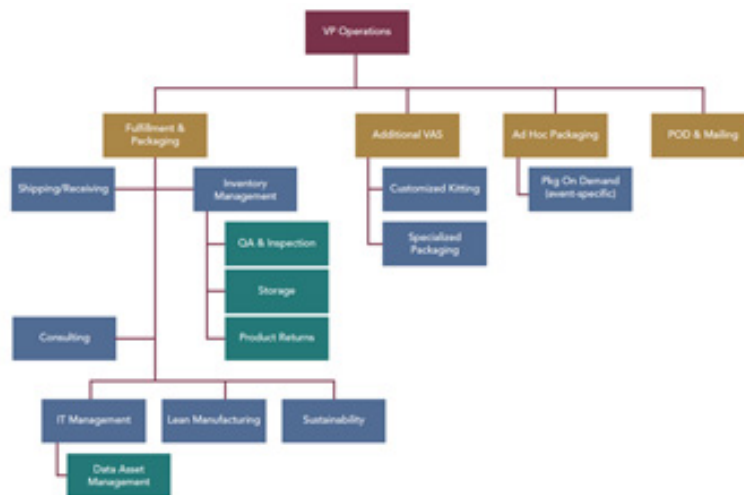 VP Operations
Fulfillment &
Packaging
Additional VAS
Ad Hoc Packaging
POD & Mailing
Shipping/Receiving
Inventory
Management
Customized Kitting
Pkg On Demand
(event-specific)
QA & Inspection
Specialized
Packaging
Storage
Consulting
Product Returns
IT Management
Lean Manufacturing
Sustainability
Data Asset
Management